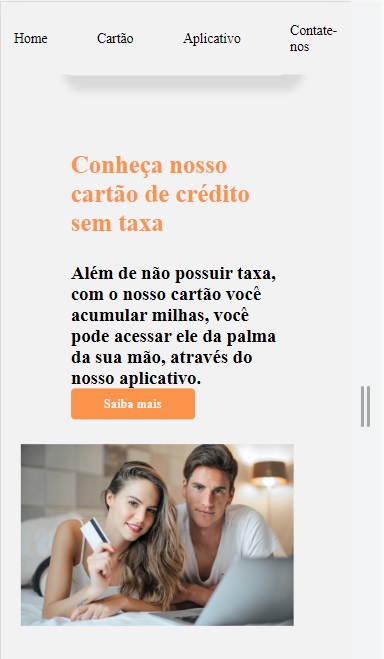 Home
Cartão
Aplicativo
Contate-
nos
Conheça nosso
cartão de crédito
sem taxa
Além de não possuir taxa,
com o nosso cartão você
acumular milhas, você
pode acessar ele da palma
da sua mão, através do
nosso aplicativo.
Saiba mais